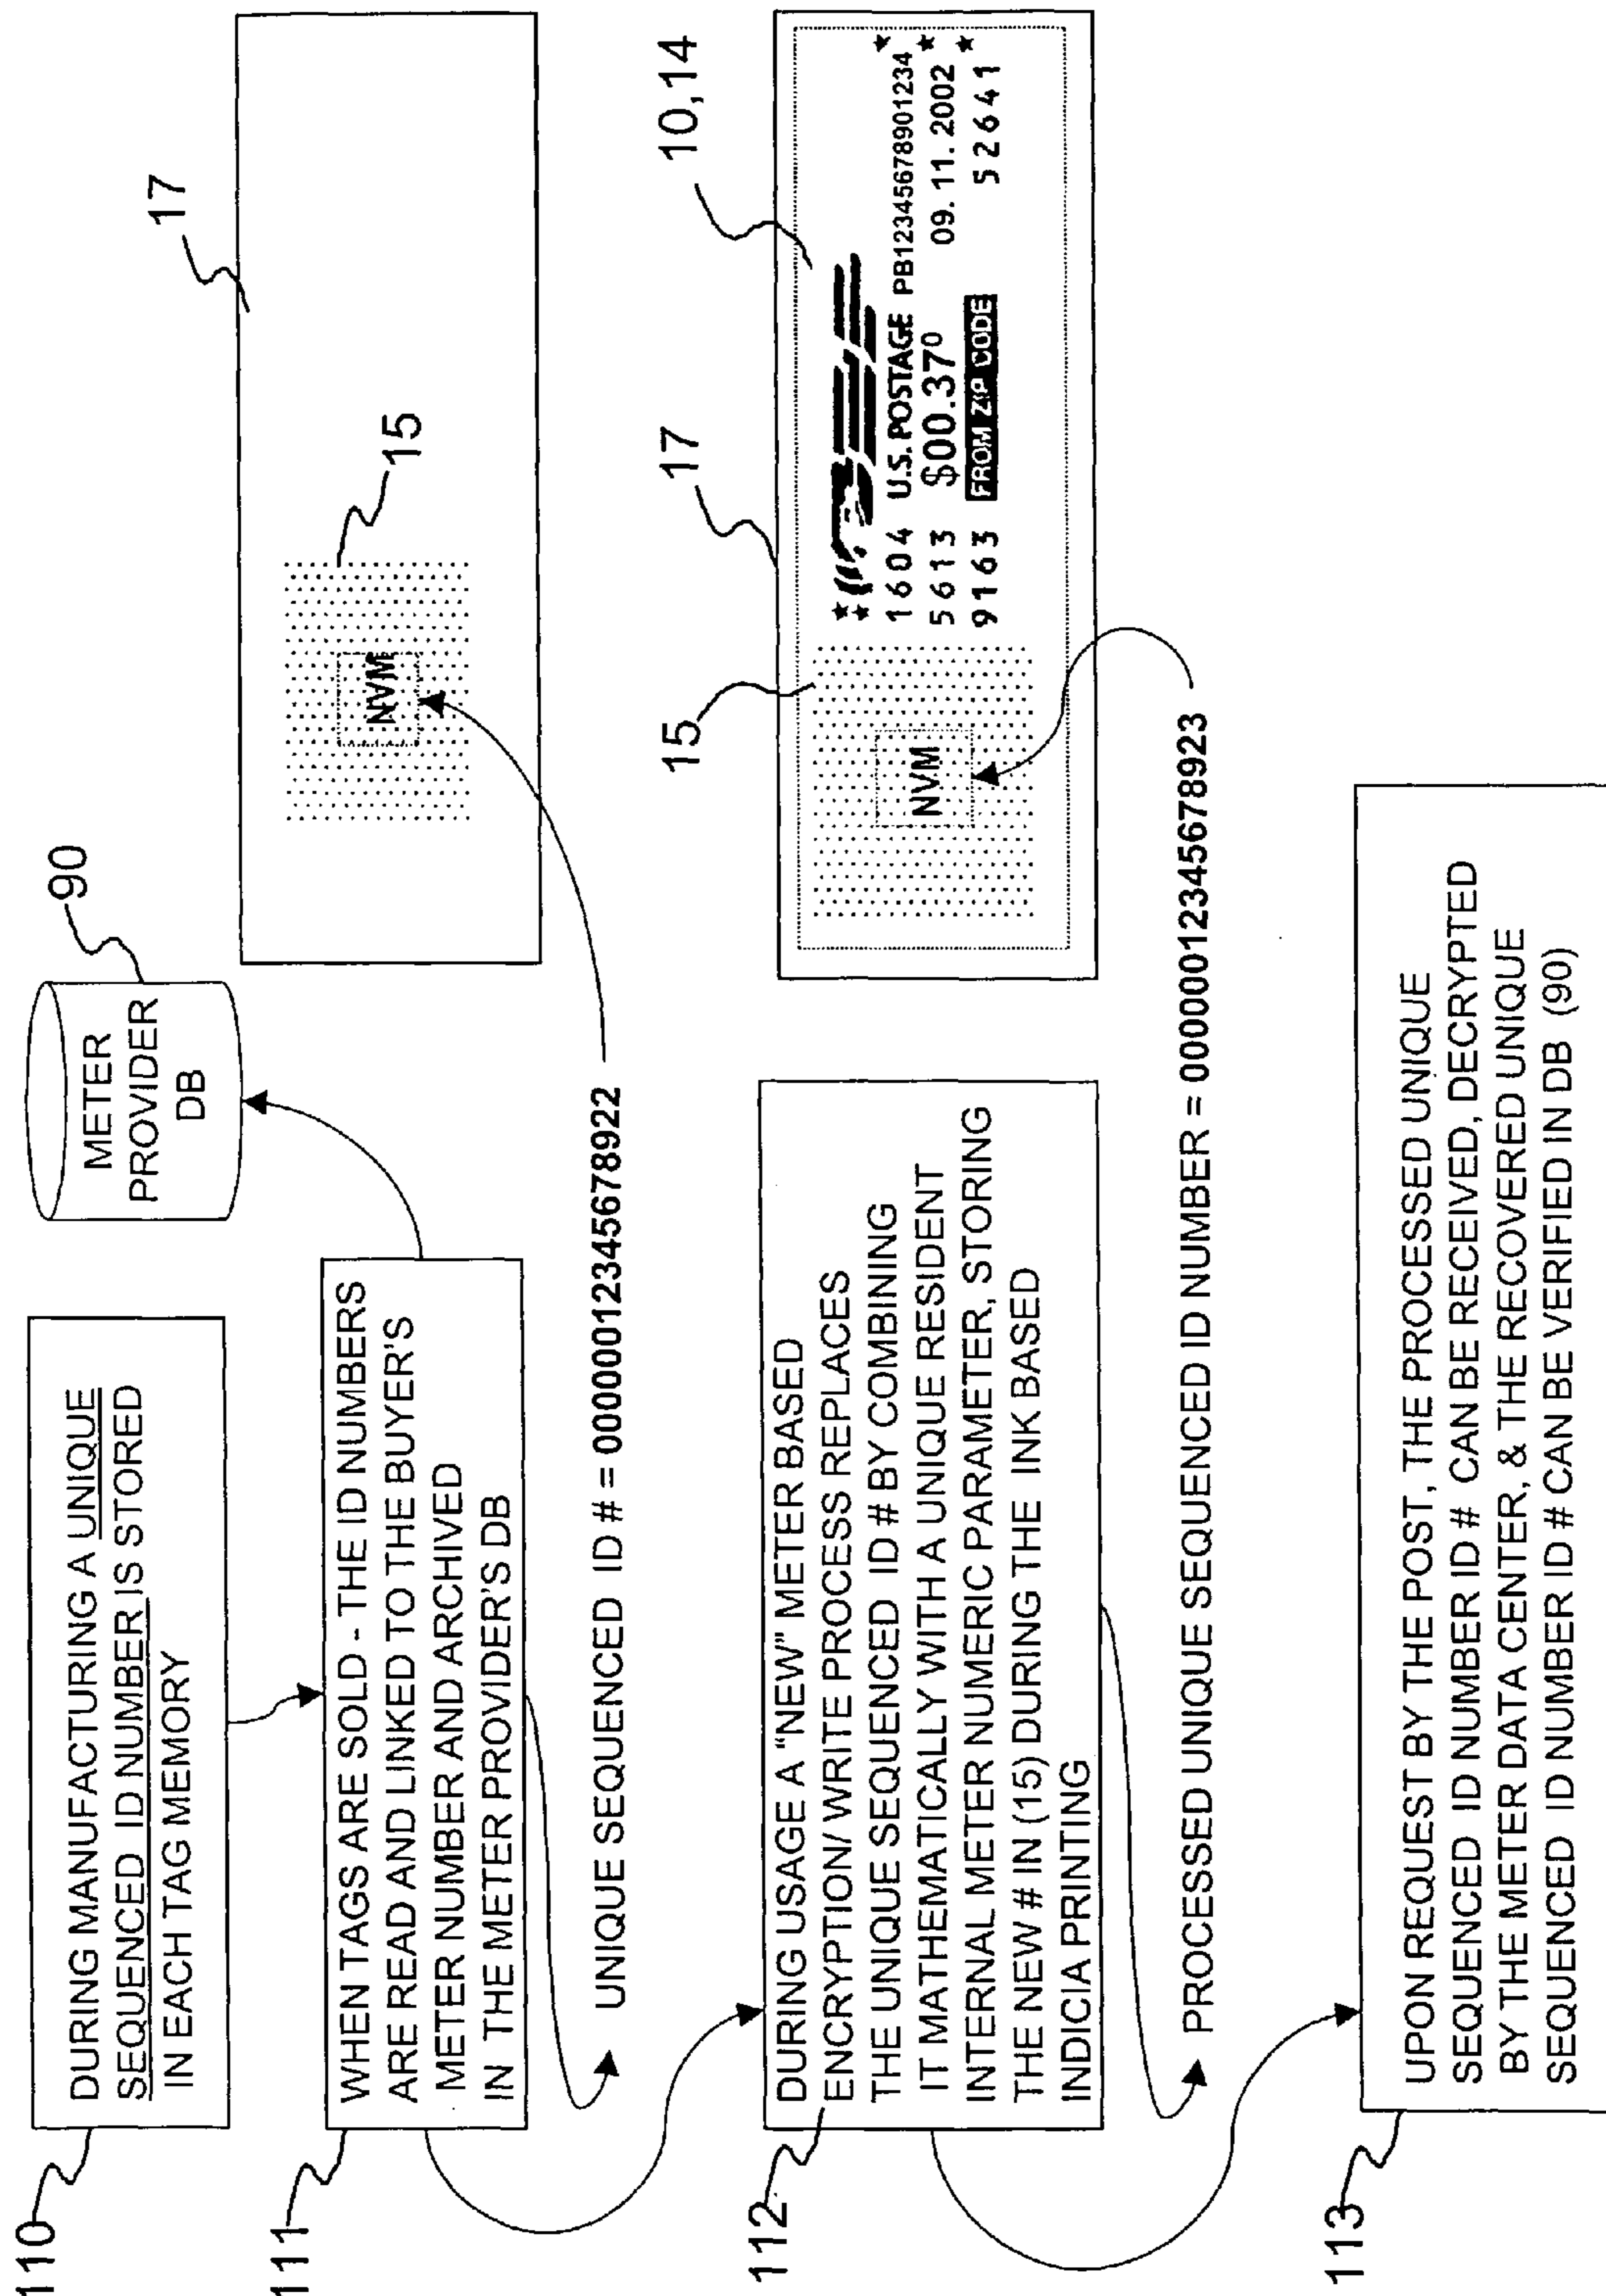 110
DURING MANUFACTURING A UNIQUE
SEQUENCED ID NUMBER IS STORED
IN EACH TAG MEMORY
METER
PROVIDER
DB
90
17
NVM
15
111
WHEN TAGS ARE SOLD - THE ID NUMBERS
ARE READ AND LINKED TO THE BUYER'S
METER NUMBER AND ARCHIVED
IN THE METER PROVIDER'S DB
UNIQUE SEQUENCED ID # = 00000012345678922
112
DURING USAGE A "NEW" METER BASED
ENCRYPTION/ WRITE PROCESS REPLACES
THE UNIQUE SEQUENCED ID # BY COMBINING
IT MATHEMATICALLY WITH A UNIQUE RESIDENT
INTERNAL METER NUMERIC PARAMETER, STORING
THE NEW # IN (15) DURING THE INK BASED
INDICIA PRINTING
15
17
10,14
NVM
1604 U.S. POSTAGE PB12345678901234
5613 $00.37⁰ 09. 11. 2002
9163 FROM ZIP CODE 52641
PROCESSED UNIQUE SEQUENCED ID NUMBER = 00000012345678923
113
UPON REQUEST BY THE POST, THE PROCESSED UNIQUE
SEQUENCED ID NUMBER ID # CAN BE RECEIVED, DECRYPTED
BY THE METER DATA CENTER, & THE RECOVERED UNIQUE
SEQUENCED ID NUMBER ID # CAN BE VERIFIED IN DB (90)